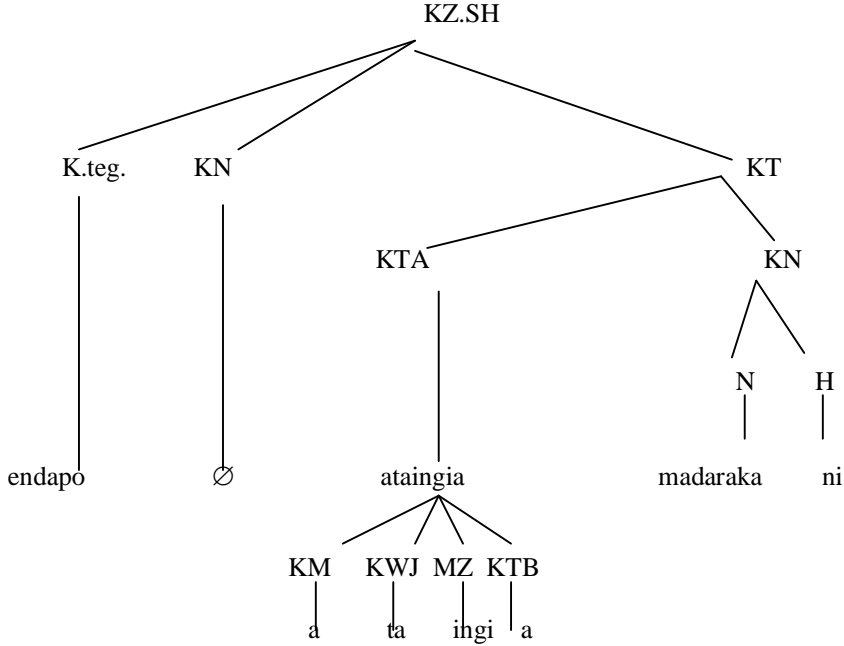 KZ.SH
K.teg. KN KT
KTA KN
N H
endapo ∅ ataingia madaraka ni
KM KWJ MZ KTB
a ta ingi a